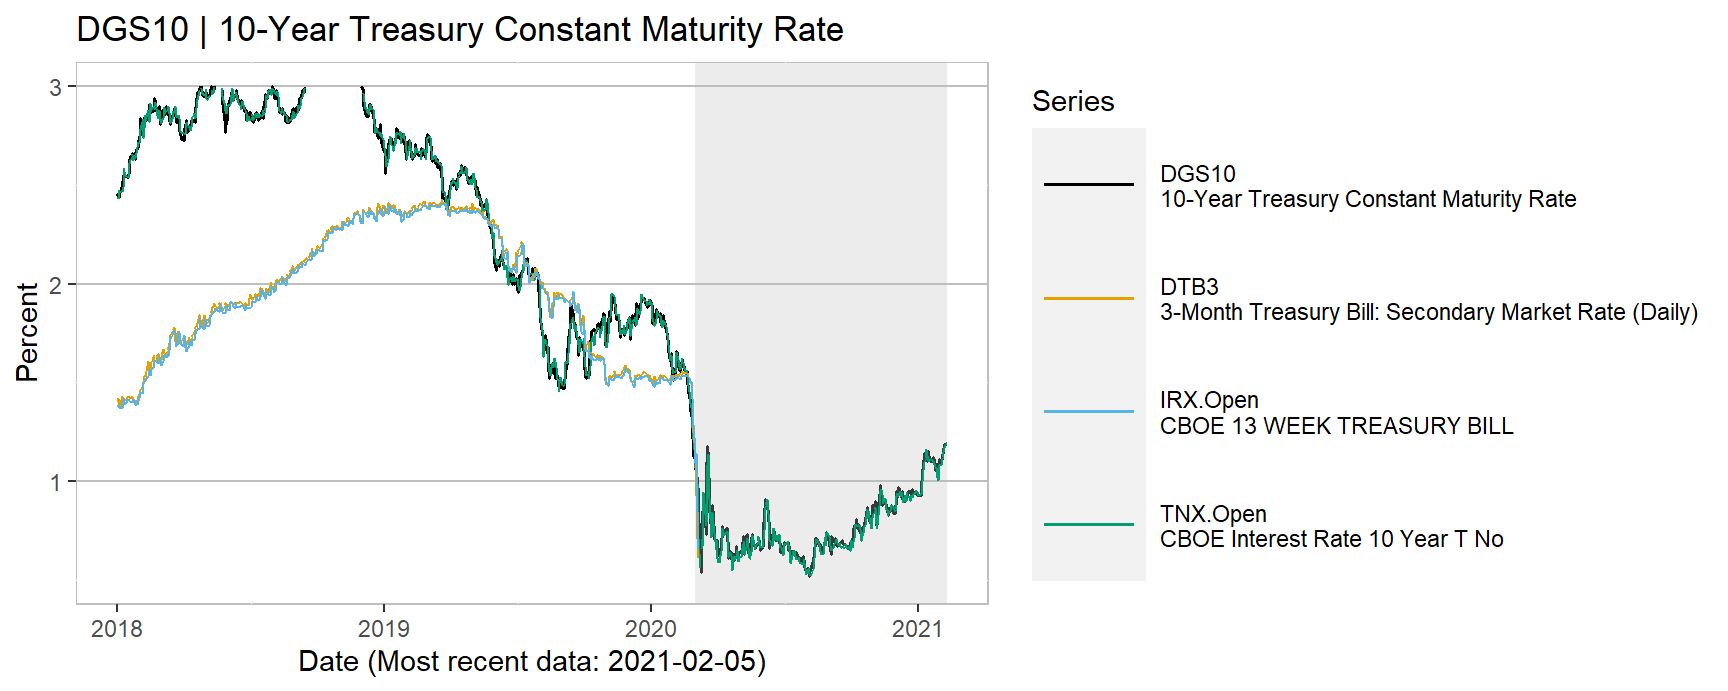 DGS10 | 10-Year Treasury Constant Maturity Rate
3
2
1
Percent
2018
2019
2020
2021
Date (Most recent data: 2021-02-05)
Series
DGS10
10-Year Treasury Constant Maturity Rate
DTB3
3-Month Treasury Bill: Secondary Market Rate (Daily)
IRX.Open
CBOE 13 WEEK TREASURY BILL
TNX.Open
CBOE Interest Rate 10 Year T No